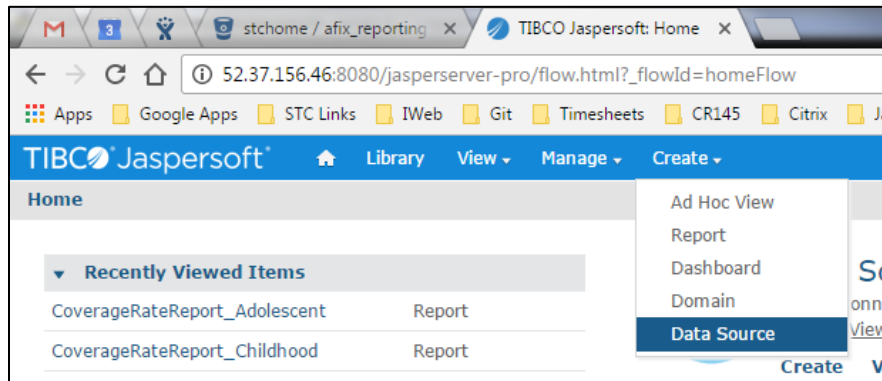 3 stchome / afix_reporting TIBCO Jaspersoft: Home
52.37.156.46:8080/jasperserver-pro/flow.html?_flowId=homeFlow
Apps Google Apps STC Links IWeb Git Timesheets CR145 Citrix
TIBCO Jaspersoft Library View Manage Create
Home
Ad Hoc View
Report
Dashboard
Domain
Data Source
Recently Viewed Items
CoverageRateReport_Adolescent Report
CoverageRateReport_Childhood Report
Create